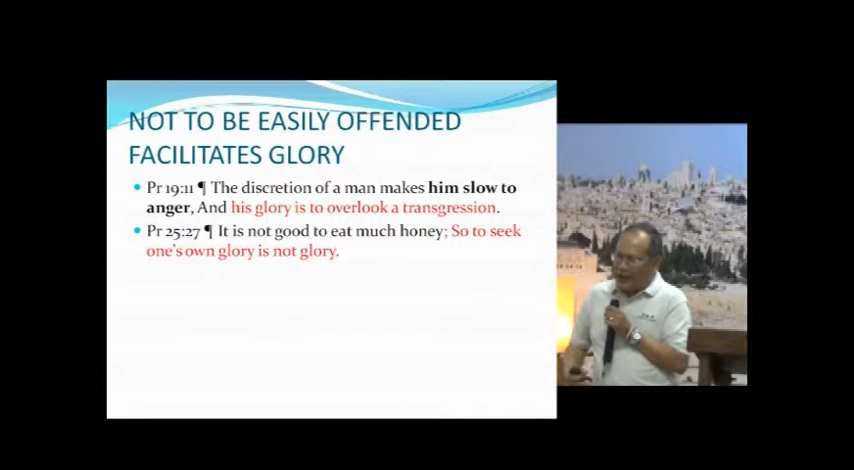 NOT TO BE EASILY OFFENDED
FACILITATES GLORY
• Pr 19:11 ¶ The discretion of a man makes him slow to
anger, And his glory is to overlook a transgression.
• Pr 25:27 ¶ It is not good to eat much honey; So to seek
one's own glory is not glory.